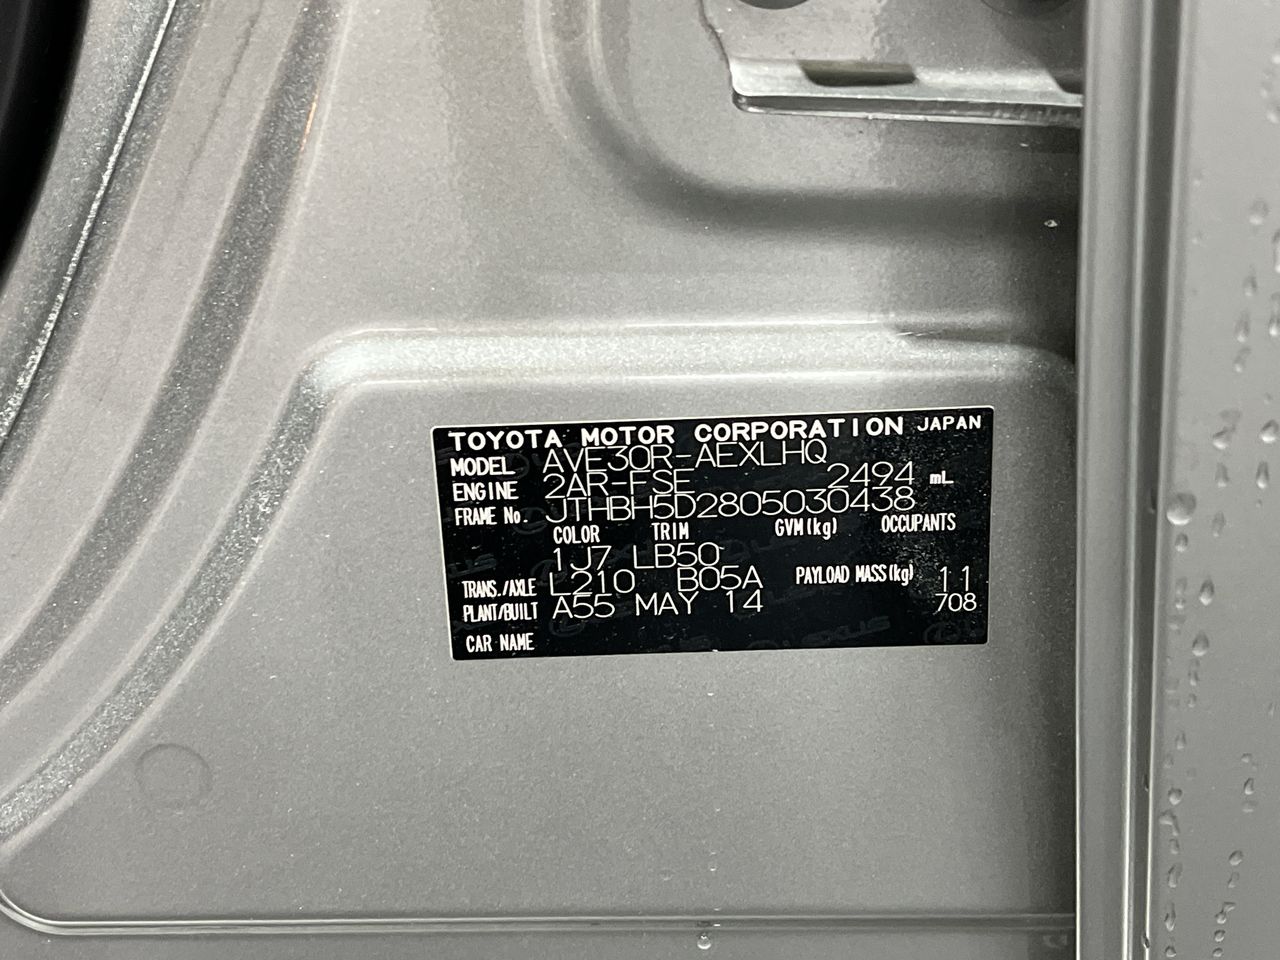 TOYOTA MOTOR CORPORATION JAPAN
MODEL AVE30R-AEXLHQ
ENGINE 2AR-FSE 2494 mL
FRAME No. JTHBH5D2805030438
COLOR TRIM GVM(kg) OCCUPANTS
1J7 LB50
TRANS./AXLE L210 B05A PAYLOAD MASS(kg) 11
PLANT/BUILT A55 MAY 14 708
CAR NAME